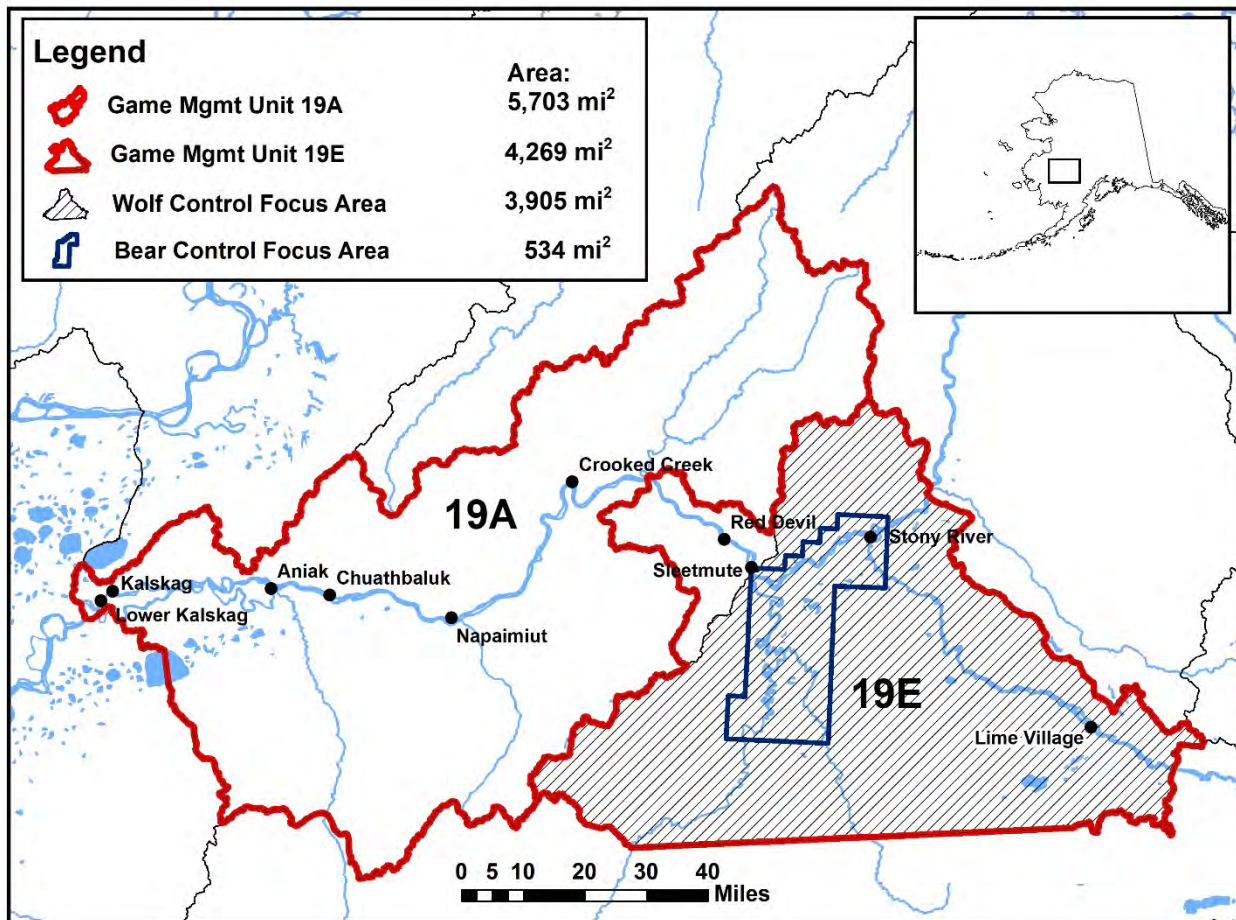 Legend
Area:
Game Mgmt Unit 19A 5,703 mi²
Game Mgmt Unit 19E 4,269 mi²
Wolf Control Focus Area 3,905 mi²
Bear Control Focus Area 534 mi²
Crooked Creek
19A
Red Devil
Stony River
Sleetmute
Kalskag
Aniak
Chuathbaluk
Lower Kalskag
Napaimiut
19E
Lime Village
0 5 10 20 30 40
Miles